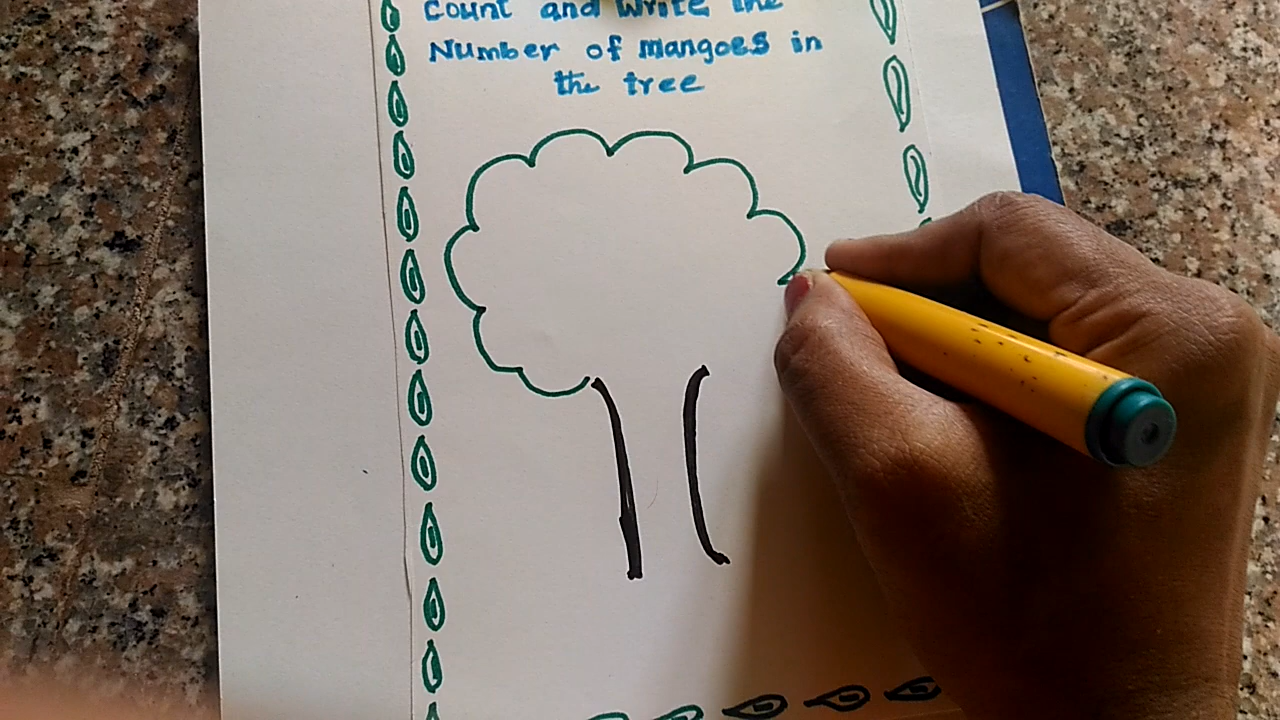 Count and Write the
Number of mangoes in
the tree